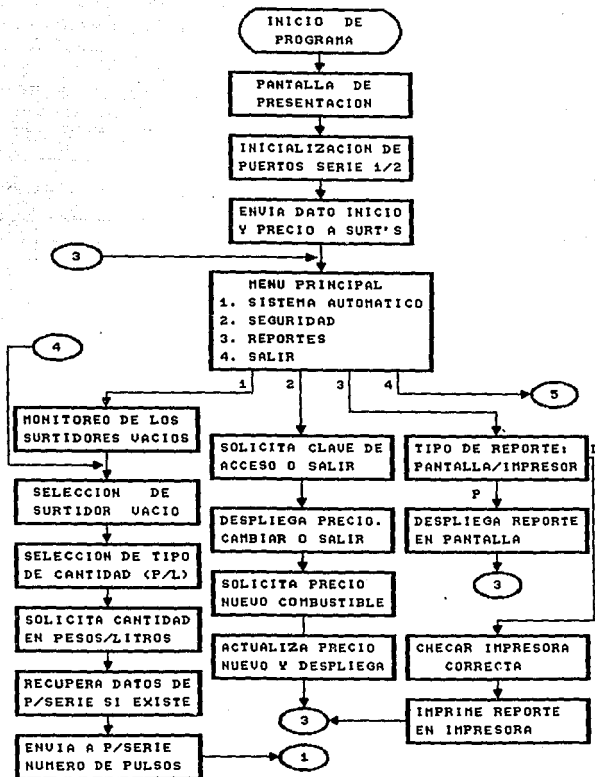 INICIO DE
PROGRAMA
PANTALLA DE
PRESENTACION
INICIALIZACION DE
PUERTOS SERIE 1/2
ENVIA DATO INICIO
Y PRECIO A SURT'S
3
MENU PRINCIPAL
1. SISTEMA AUTOMATICO
2. SEGURIDAD
3. REPORTES
4. SALIR
4
1
2
3
4
5
MONITOREO DE LOS
SURTIDORES VACIOS
SELECCION DE
SURTIDOR VACIO
SELECCION DE TIPO
DE CANTIDAD (P/L)
SOLICITA CANTIDAD
EN PESOS/LITROS
RECUPERA DATOS DE
P/SERIE SI EXISTE
ENVIA A P/SERIE
NUMERO DE PULSOS
1
SOLICITA CLAVE DE
ACCESO O SALIR
DESPLIEGA PRECIO.
CAMBIAR O SALIR
SOLICITA PRECIO
NUEVO COMBUSTIBLE
ACTUALIZA PRECIO
NUEVO Y DESPLIEGA
3
TIPO DE REPORTE:
PANTALLA/IMPRESOR
I
P
DESPLIEGA REPORTE
EN PANTALLA
3
CHECAR IMPRESORA
CORRECTA
IMPRIME REPORTE
EN IMPRESORA